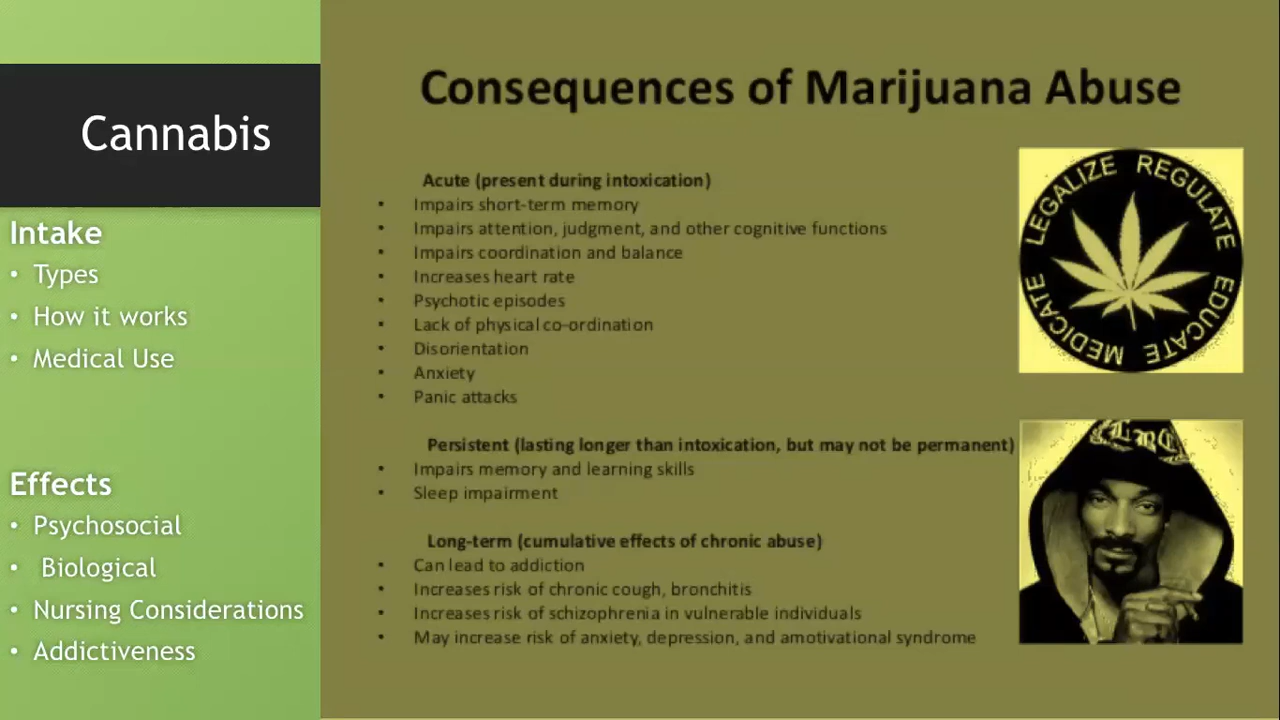 Cannabis
Intake
• Types
• How it works
• Medical Use
Effects
• Psychosocial
• Biological
• Nursing Considerations
• Addictiveness
Consequences of Marijuana Abuse
Acute (present during intoxication)
• Impairs short-term memory
• Impairs attention, judgment, and other cognitive functions
• Impairs coordination and balance
• Increases heart rate
• Psychotic episodes
• Lack of physical co-ordination
• Disorientation
• Anxiety
• Panic attacks
Persistent (lasting longer than intoxication, but may not be permanent)
• Impairs memory and learning skills
• Sleep impairment
Long-term (cumulative effects of chronic abuse)
• Can lead to addiction
• Increases risk of chronic cough, bronchitis
• Increases risk of schizophrenia in vulnerable individuals
• May increase risk of anxiety, depression, and amotivational syndrome
LEGALIZE REGULATE EDUCATE MEDICATE
LBC